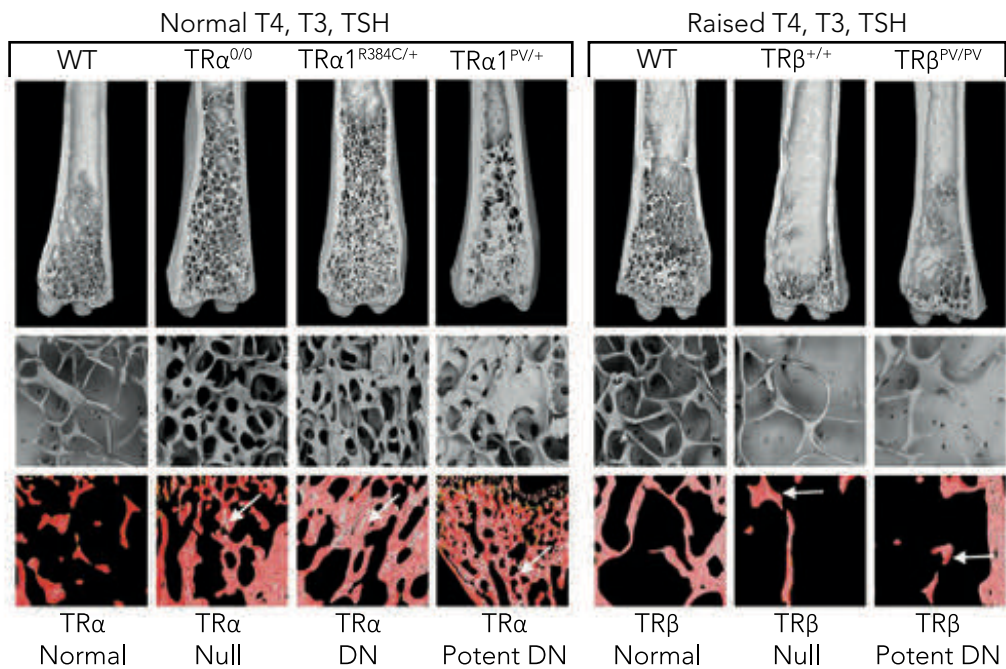 Normal T4, T3, TSH
Raised T4, T3, TSH
WT
TRα0/0
TRα1R384C/+
TRα1PV/+
WT
TRβ+/+
TRβPV/PV
TRα
Normal
TRα
Null
TRα
DN
TRα
Potent DN
TRβ
Normal
TRβ
Null
TRβ
Potent DN